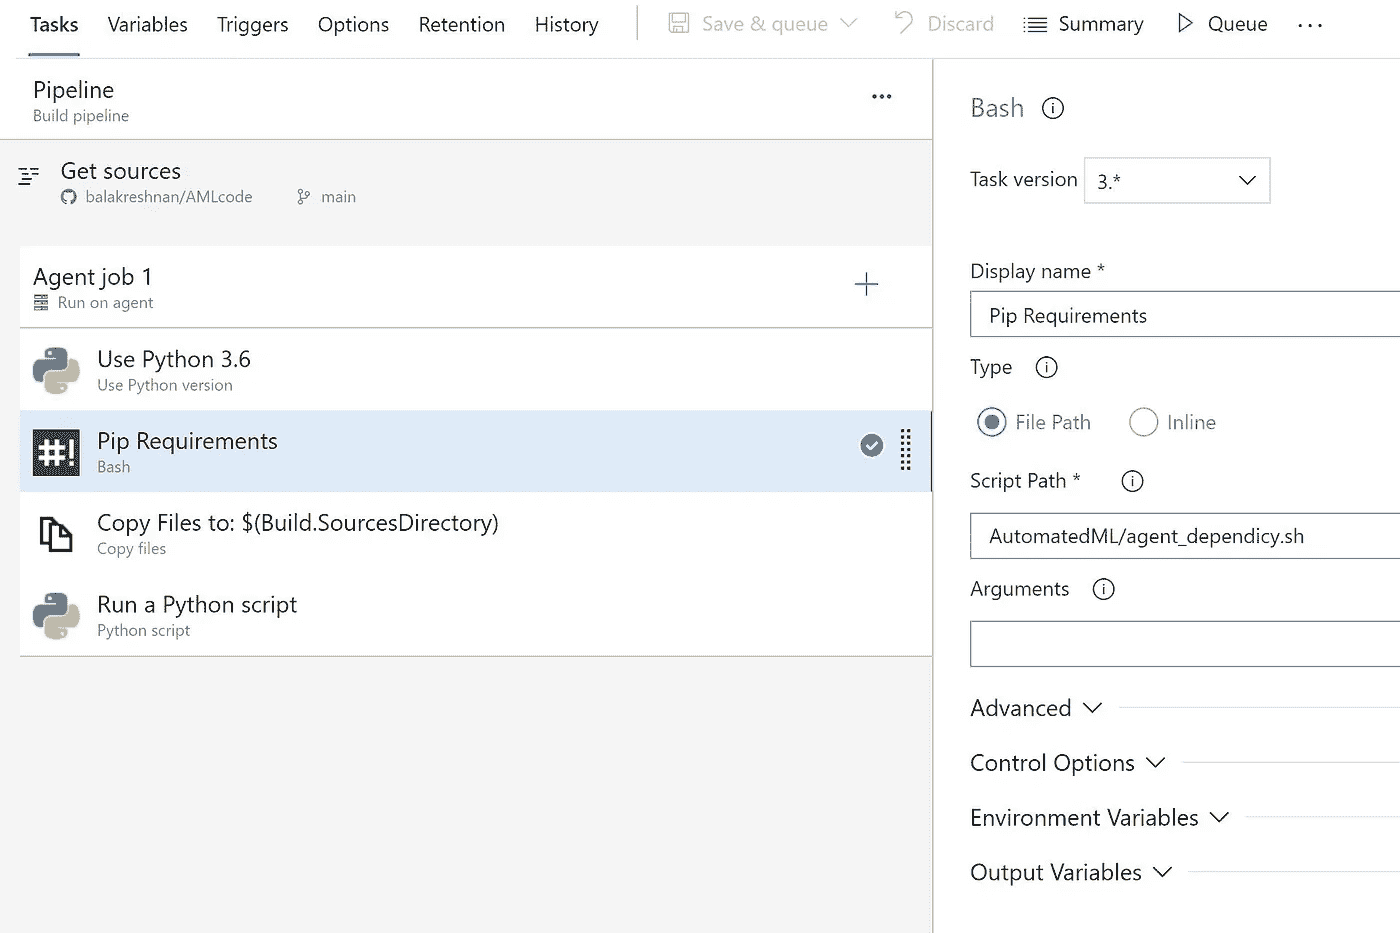 Tasks Variables Triggers Options Retention History Save & queue Discard Summary Queue ...
Pipeline
Build pipeline
...
Get sources
balakreshnan/AMLcode main
Agent job 1
Run on agent
Use Python 3.6
Use Python version
#!
Pip Requirements
Bash
Copy Files to: $(Build.SourcesDirectory)
Copy files
Run a Python script
Python script
Bash
Task version 3.*
Display name *
Pip Requirements
Type
File Path Inline
Script Path *
AutomatedML/agent_dependicy.sh
Arguments
Advanced
Control Options
Environment Variables
Output Variables